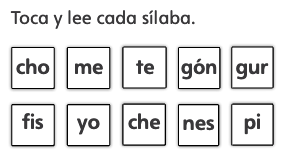 Toca y lee cada sílaba.
cho me te gón gur
fis yo che nes pi